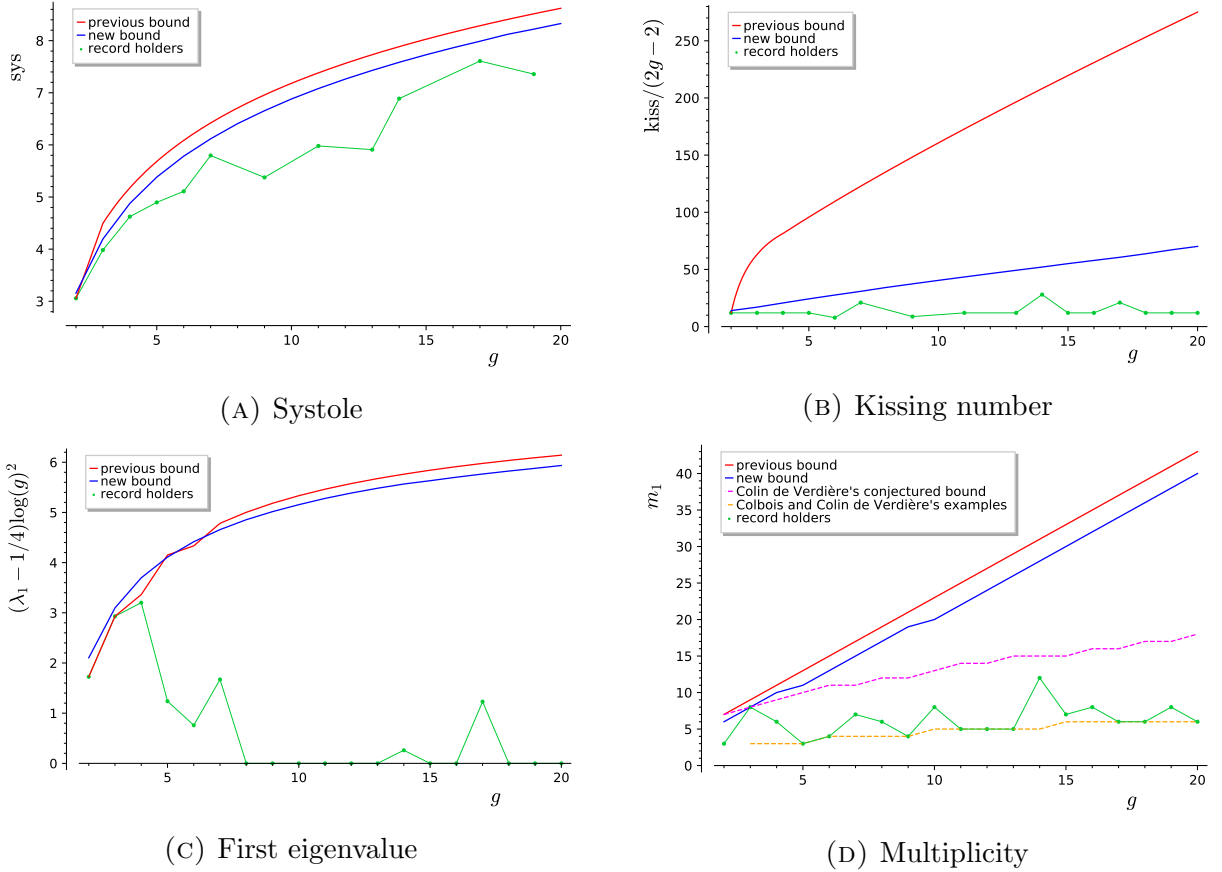 previous bound
new bound
record holders
sys
8
7
6
5
4
3
5
10
15
20
g
(A) Systole
previous bound
new bound
record holders
kiss/(2g − 2)
250
200
150
100
50
0
5
10
15
20
g
(B) Kissing number
previous bound
new bound
record holders
(λ₁ − 1/4) log(g)²
6
5
4
3
2
1
0
5
10
15
20
g
(C) First eigenvalue
previous bound
new bound
Colin de Verdière's conjectured bound
Colbois and Colin de Verdière's examples
record holders
m₁
40
35
30
25
20
15
10
5
0
5
10
15
20
g
(D) Multiplicity